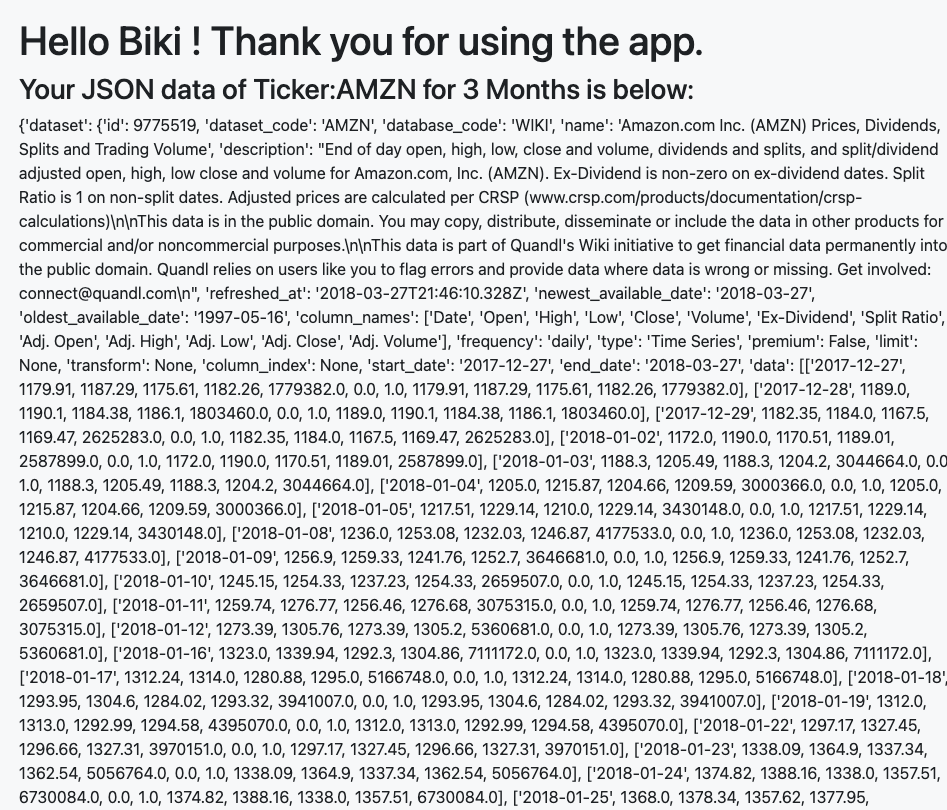 Hello Biki ! Thank you for using the app.
Your JSON data of Ticker:AMZN for 3 Months is below:
{'dataset': {'id': 9775519, 'dataset_code': 'AMZN', 'database_code': 'WIKI', 'name': 'Amazon.com Inc. (AMZN) Prices, Dividends,
Splits and Trading Volume', 'description': "End of day open, high, low, close and volume, dividends and splits, and split/dividend
adjusted open, high, low close and volume for Amazon.com, Inc. (AMZN). Ex-Dividend is non-zero on ex-dividend dates. Split
Ratio is 1 on non-split dates. Adjusted prices are calculated per CRSP (www.crsp.com/products/documentation/crsp-
calculations)\n\nThis data is in the public domain. You may copy, distribute, disseminate or include the data in other products for
commercial and/or noncommercial purposes.\n\nThis data is part of Quandl's Wiki initiative to get financial data permanently into
the public domain. Quandl relies on users like you to flag errors and provide data where data is wrong or missing. Get involved:
connect@quandl.com\n", 'refreshed_at': '2018-03-27T21:46:10.328Z', 'newest_available_date': '2018-03-27',
'oldest_available_date': '1997-05-16', 'column_names': ['Date', 'Open', 'High', 'Low', 'Close', 'Volume', 'Ex-Dividend', 'Split Ratio',
'Adj. Open', 'Adj. High', 'Adj. Low', 'Adj. Close', 'Adj. Volume'], 'frequency': 'daily', 'type': 'Time Series', 'premium': False, 'limit':
None, 'transform': None, 'column_index': None, 'start_date': '2017-12-27', 'end_date': '2018-03-27', 'data': [['2017-12-27',
1179.91, 1187.29, 1175.61, 1182.26, 1779382.0, 0.0, 1.0, 1179.91, 1187.29, 1175.61, 1182.26, 1779382.0], ['2017-12-28', 1189.0,
1190.1, 1184.38, 1186.1, 1803460.0, 0.0, 1.0, 1189.0, 1190.1, 1184.38, 1186.1, 1803460.0], ['2017-12-29', 1182.35, 1184.0, 1167.5,
1169.47, 2625283.0, 0.0, 1.0, 1182.35, 1184.0, 1167.5, 1169.47, 2625283.0], ['2018-01-02', 1172.0, 1190.0, 1170.51, 1189.01,
2587899.0, 0.0, 1.0, 1172.0, 1190.0, 1170.51, 1189.01, 2587899.0], ['2018-01-03', 1188.3, 1205.49, 1188.3, 1204.2, 3044664.0, 0.0
1.0, 1188.3, 1205.49, 1188.3, 1204.2, 3044664.0], ['2018-01-04', 1205.0, 1215.87, 1204.66, 1209.59, 3000366.0, 0.0, 1.0, 1205.0,
1215.87, 1204.66, 1209.59, 3000366.0], ['2018-01-05', 1217.51, 1229.14, 1210.0, 1229.14, 3430148.0, 0.0, 1.0, 1217.51, 1229.14,
1210.0, 1229.14, 3430148.0], ['2018-01-08', 1236.0, 1253.08, 1232.03, 1246.87, 4177533.0, 0.0, 1.0, 1236.0, 1253.08, 1232.03,
1246.87, 4177533.0], ['2018-01-09', 1256.9, 1259.33, 1241.76, 1252.7, 3646681.0, 0.0, 1.0, 1256.9, 1259.33, 1241.76, 1252.7,
3646681.0], ['2018-01-10', 1245.15, 1254.33, 1237.23, 1254.33, 2659507.0, 0.0, 1.0, 1245.15, 1254.33, 1237.23, 1254.33,
2659507.0], ['2018-01-11', 1259.74, 1276.77, 1256.46, 1276.68, 3075315.0, 0.0, 1.0, 1259.74, 1276.77, 1256.46, 1276.68,
3075315.0], ['2018-01-12', 1273.39, 1305.76, 1273.39, 1305.2, 5360681.0, 0.0, 1.0, 1273.39, 1305.76, 1273.39, 1305.2,
5360681.0], ['2018-01-16', 1323.0, 1339.94, 1292.3, 1304.86, 7111172.0, 0.0, 1.0, 1323.0, 1339.94, 1292.3, 1304.86, 7111172.0],
['2018-01-17', 1312.24, 1314.0, 1280.88, 1295.0, 5166748.0, 0.0, 1.0, 1312.24, 1314.0, 1280.88, 1295.0, 5166748.0], ['2018-01-18',
1293.95, 1304.6, 1284.02, 1293.32, 3941007.0, 0.0, 1.0, 1293.95, 1304.6, 1284.02, 1293.32, 3941007.0], ['2018-01-19', 1312.0,
1313.0, 1292.99, 1294.58, 4395070.0, 0.0, 1.0, 1312.0, 1313.0, 1292.99, 1294.58, 4395070.0], ['2018-01-22', 1297.17, 1327.45,
1296.66, 1327.31, 3970151.0, 0.0, 1.0, 1297.17, 1327.45, 1296.66, 1327.31, 3970151.0], ['2018-01-23', 1338.09, 1364.9, 1337.34,
1362.54, 5056764.0, 0.0, 1.0, 1338.09, 1364.9, 1337.34, 1362.54, 5056764.0], ['2018-01-24', 1374.82, 1388.16, 1338.0, 1357.51,
6730084.0, 0.0, 1.0, 1374.82, 1388.16, 1338.0, 1357.51, 6730084.0], ['2018-01-25', 1368.0, 1378.34, 1357.62, 1377.95,